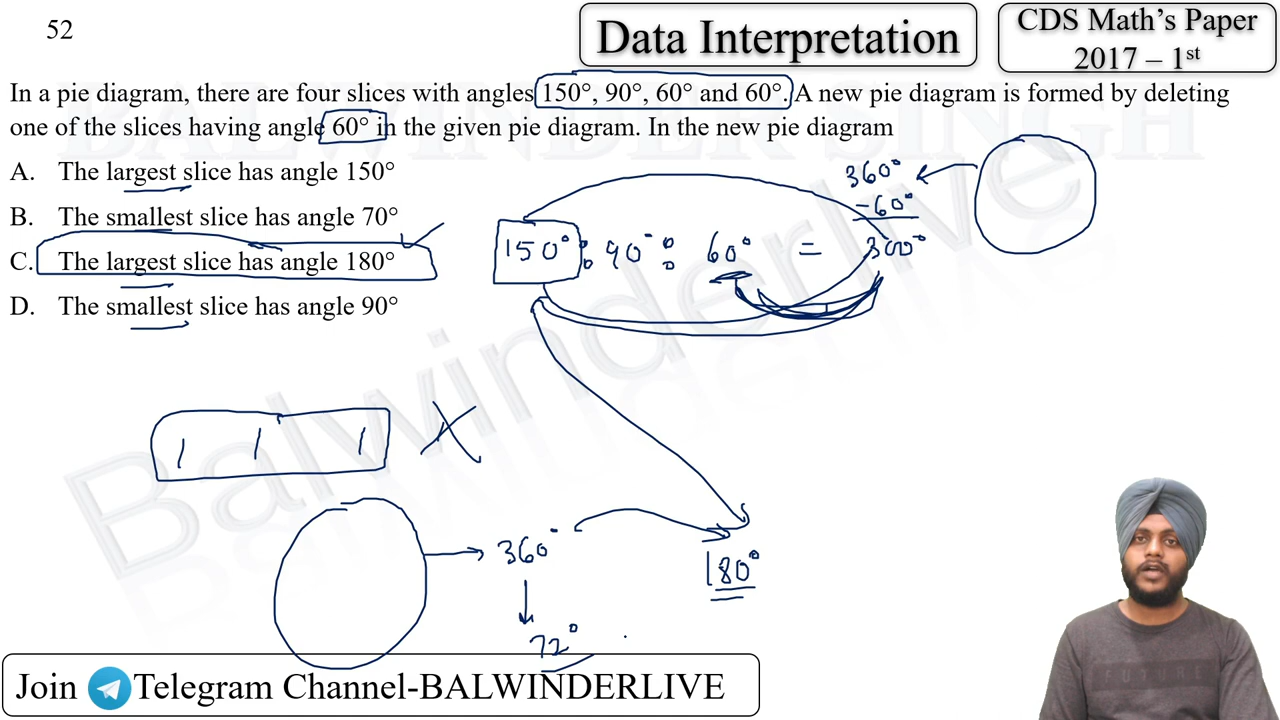 52
Data Interpretation
CDS Math's Paper
2017 – 1st
In a pie diagram, there are four slices with angles 150°, 90°, 60° and 60°. A new pie diagram is formed by deleting
one of the slices having angle 60° in the given pie diagram. In the new pie diagram
A. The largest slice has angle 150°
B. The smallest slice has angle 70°
C. The largest slice has angle 180°
D. The smallest slice has angle 90°
360°
-60°
150° : 90° : 60° = 300°
360°
180°
72°
BALWINDER SINGH
Balwinderlive
FUTURE
Join Telegram Channel-BALWINDERLIVE